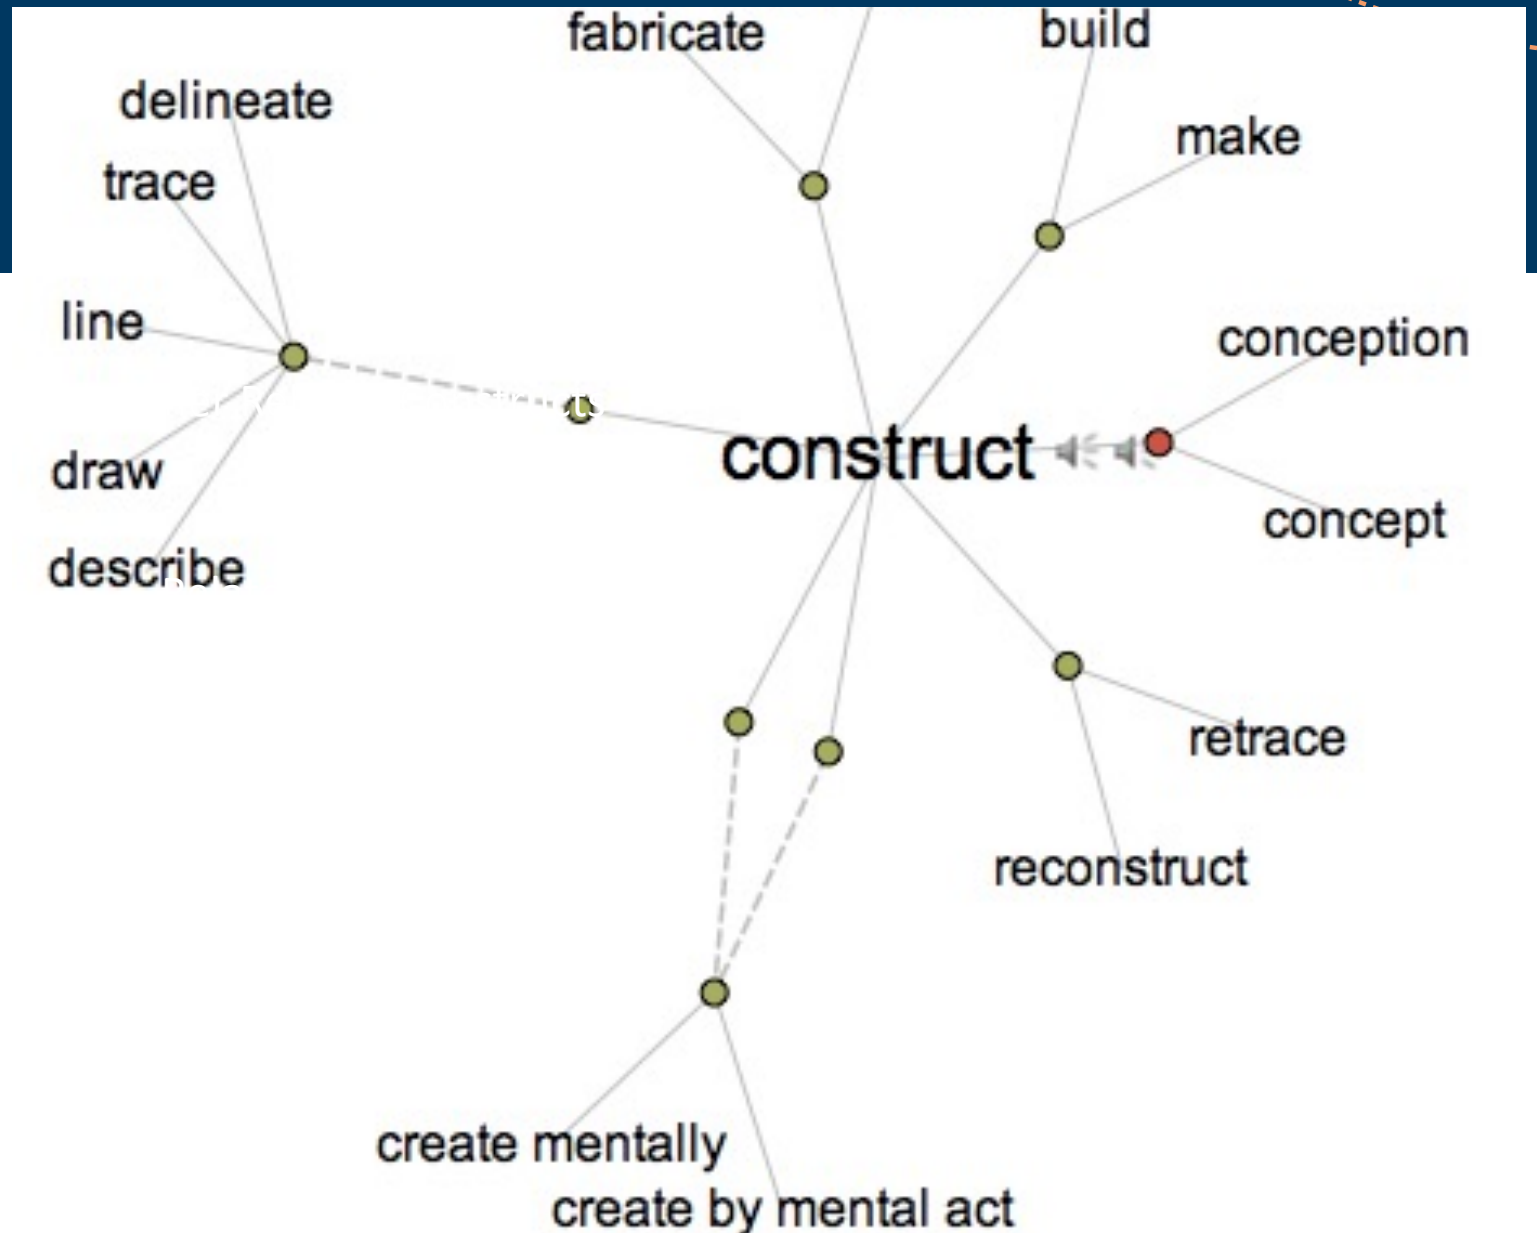 fabricate
build
delineate
make
trace
line
conception
construct
draw
concept
describe
retrace
reconstruct
create mentally
create by mental act